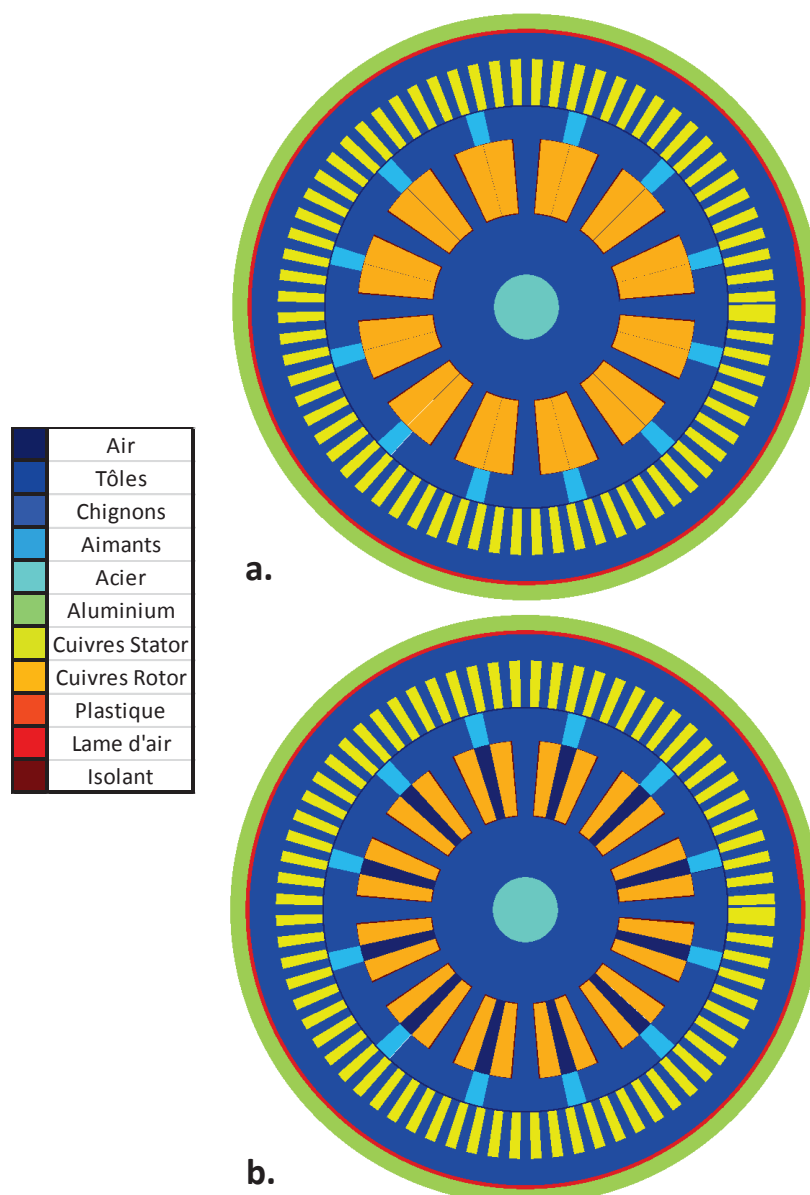 a.
Air
Tôles
Chignons
Aimants
Acier
Aluminium
Cuivres Stator
Cuivres Rotor
Plastique
Lame d'air
Isolant
b.